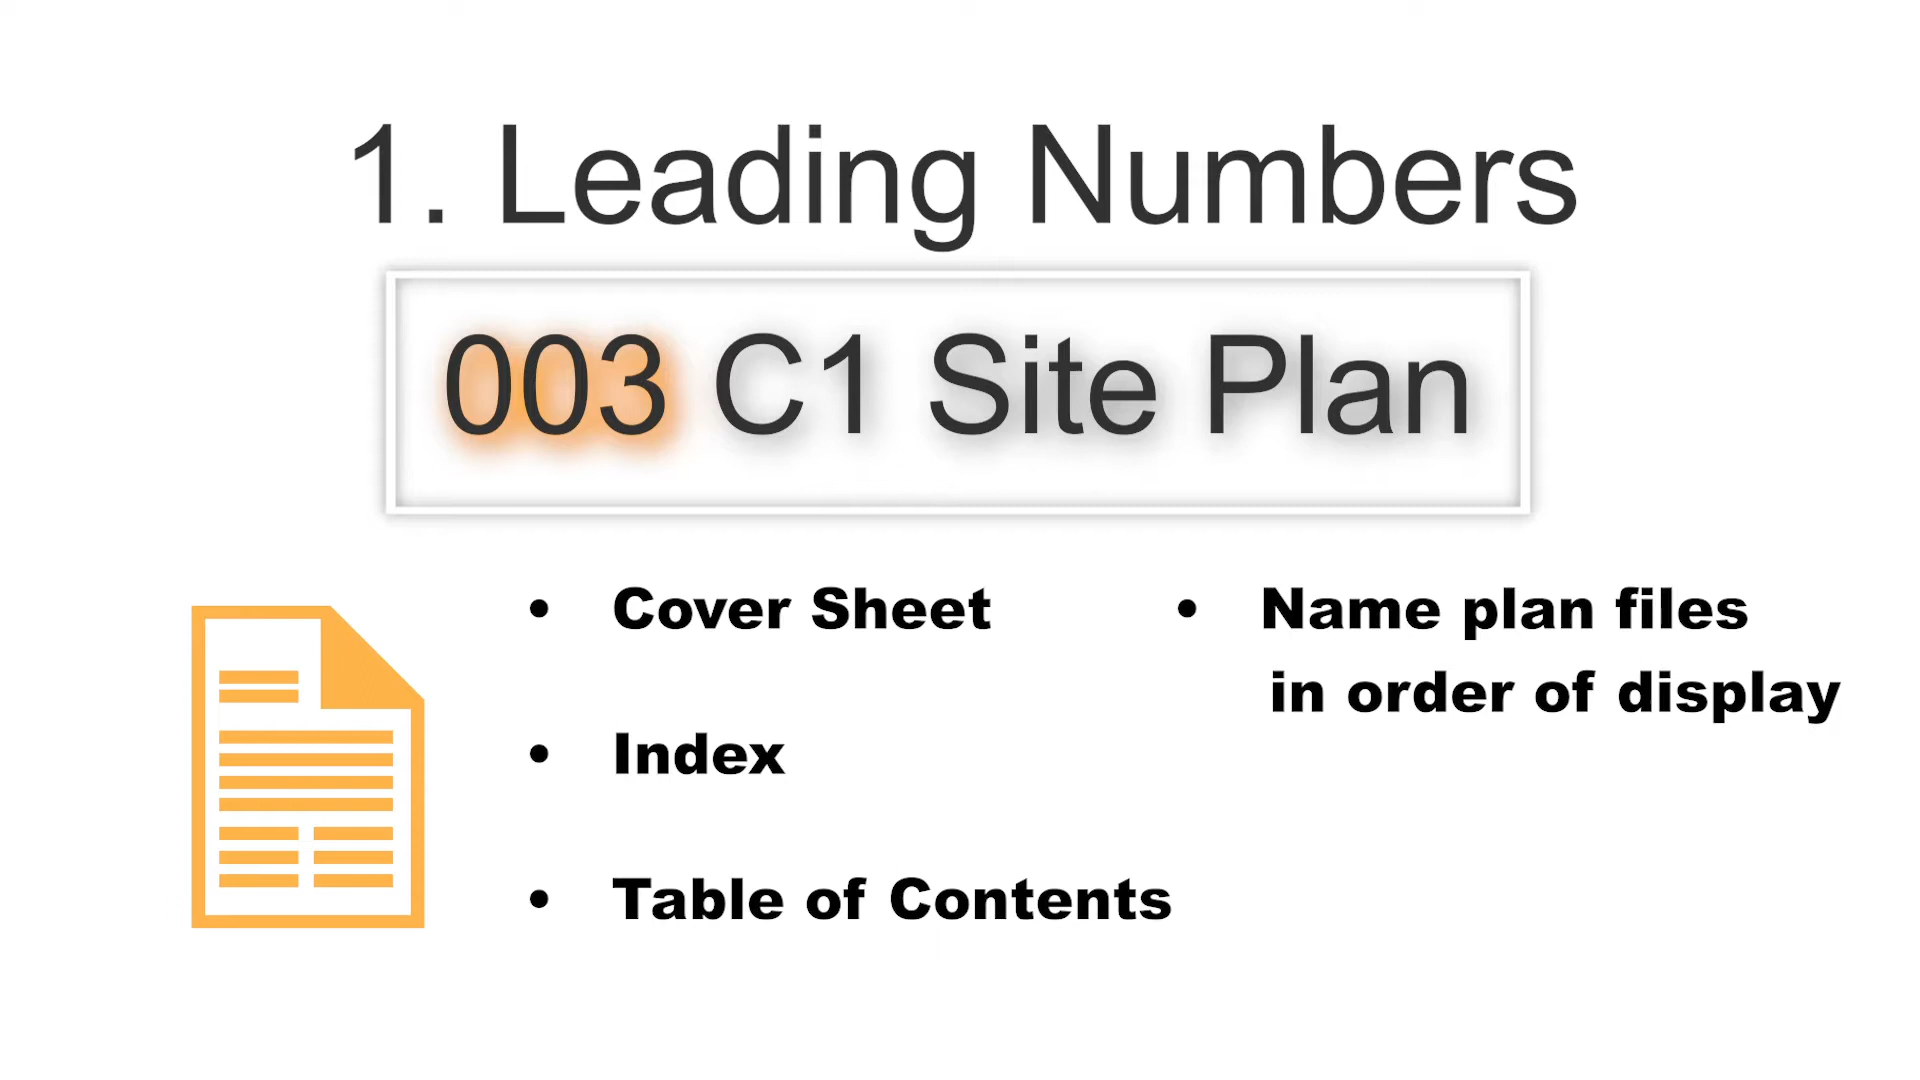 1. Leading Numbers
003 C1 Site Plan
• Cover Sheet
• Index
• Table of Contents
• Name plan files
in order of display